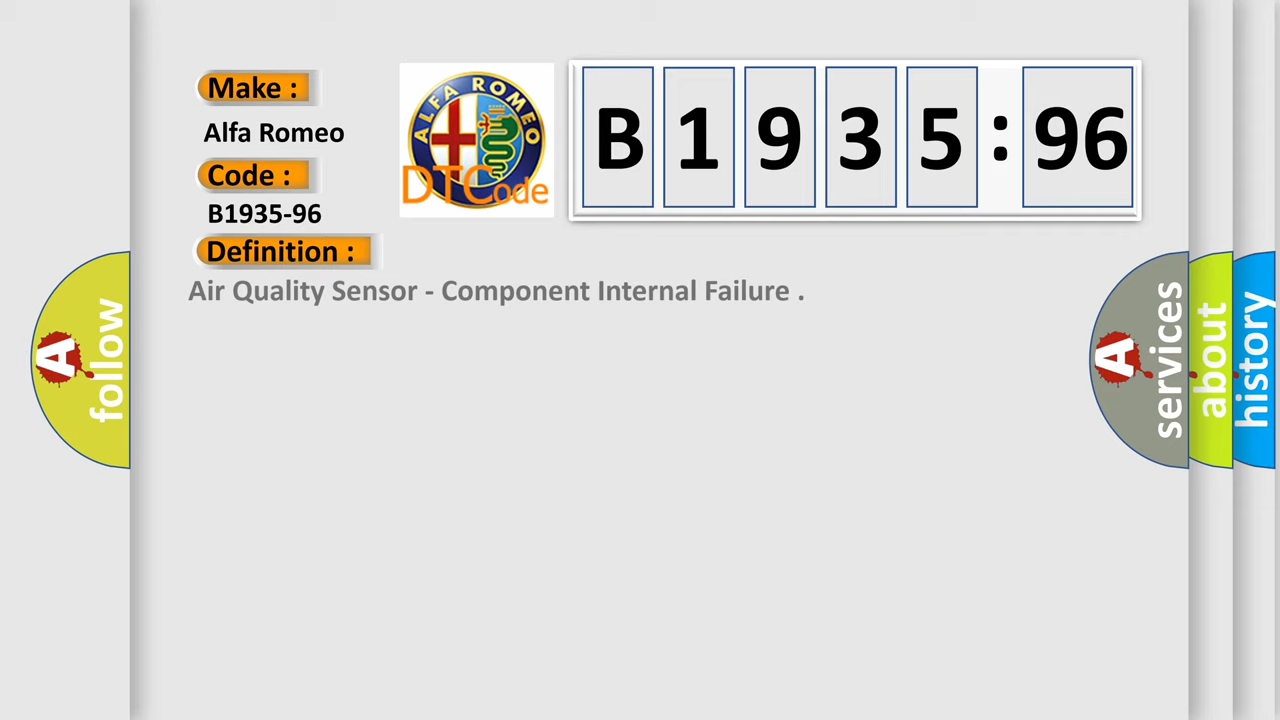 Make :
Alfa Romeo
Code :
B1935-96
Definition :
Air Quality Sensor - Component Internal Failure .
ALFA ROMEO
DTCode
B 1 9 3 5 : 96
A
follow
A
services
about
history